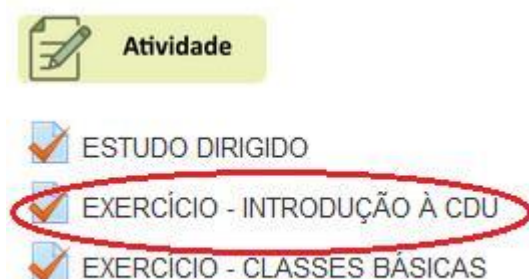 Atividade
ESTUDO DIRIGIDO
EXERCÍCIO - INTRODUÇÃO À CDU
EXERCÍCIO - CLASSES BÁSICAS